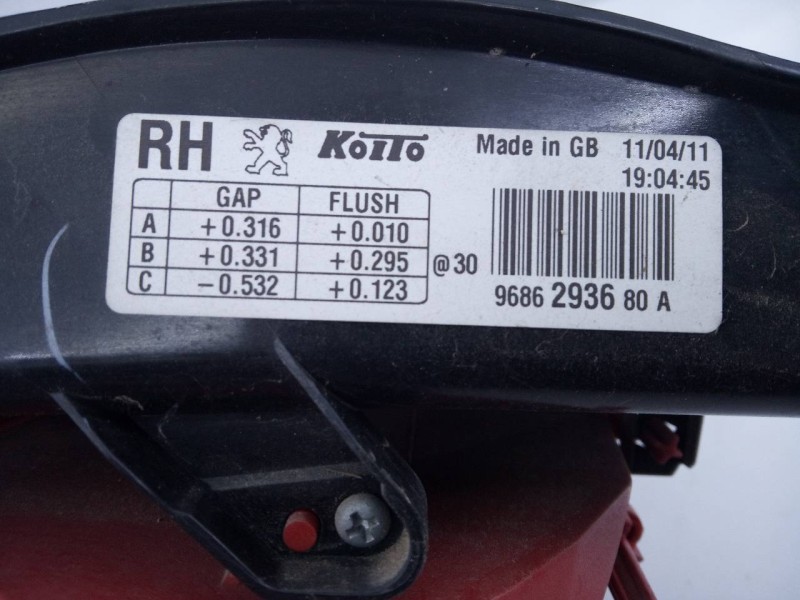 RH KOITO Made in GB 11/04/11
19:04:45
GAP FLUSH
A +0.316 +0.010
B +0.331 +0.295 @30
C -0.532 +0.123
9686 2936 80 A